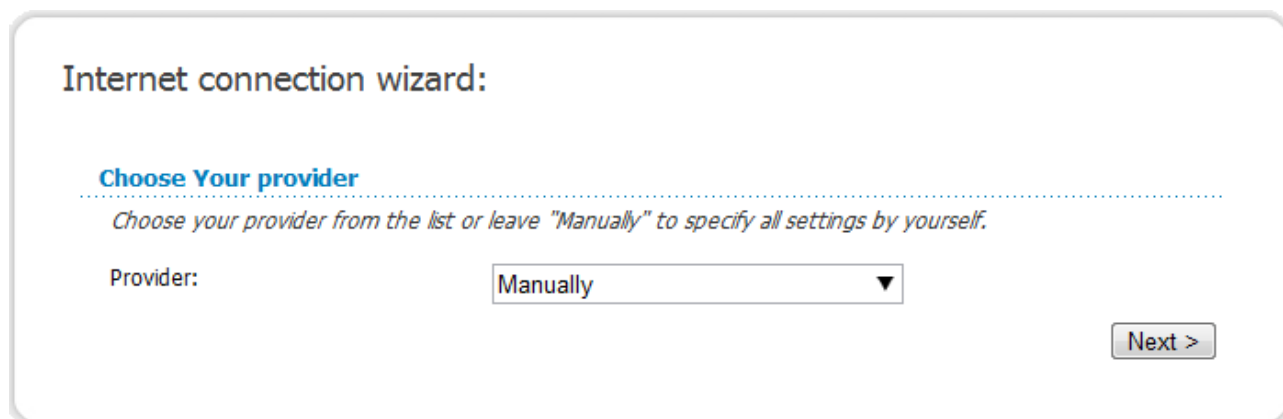 Internet connection wizard:
Choose Your provider
Choose your provider from the list or leave "Manually" to specify all settings by yourself.
Provider:
Manually
Next >